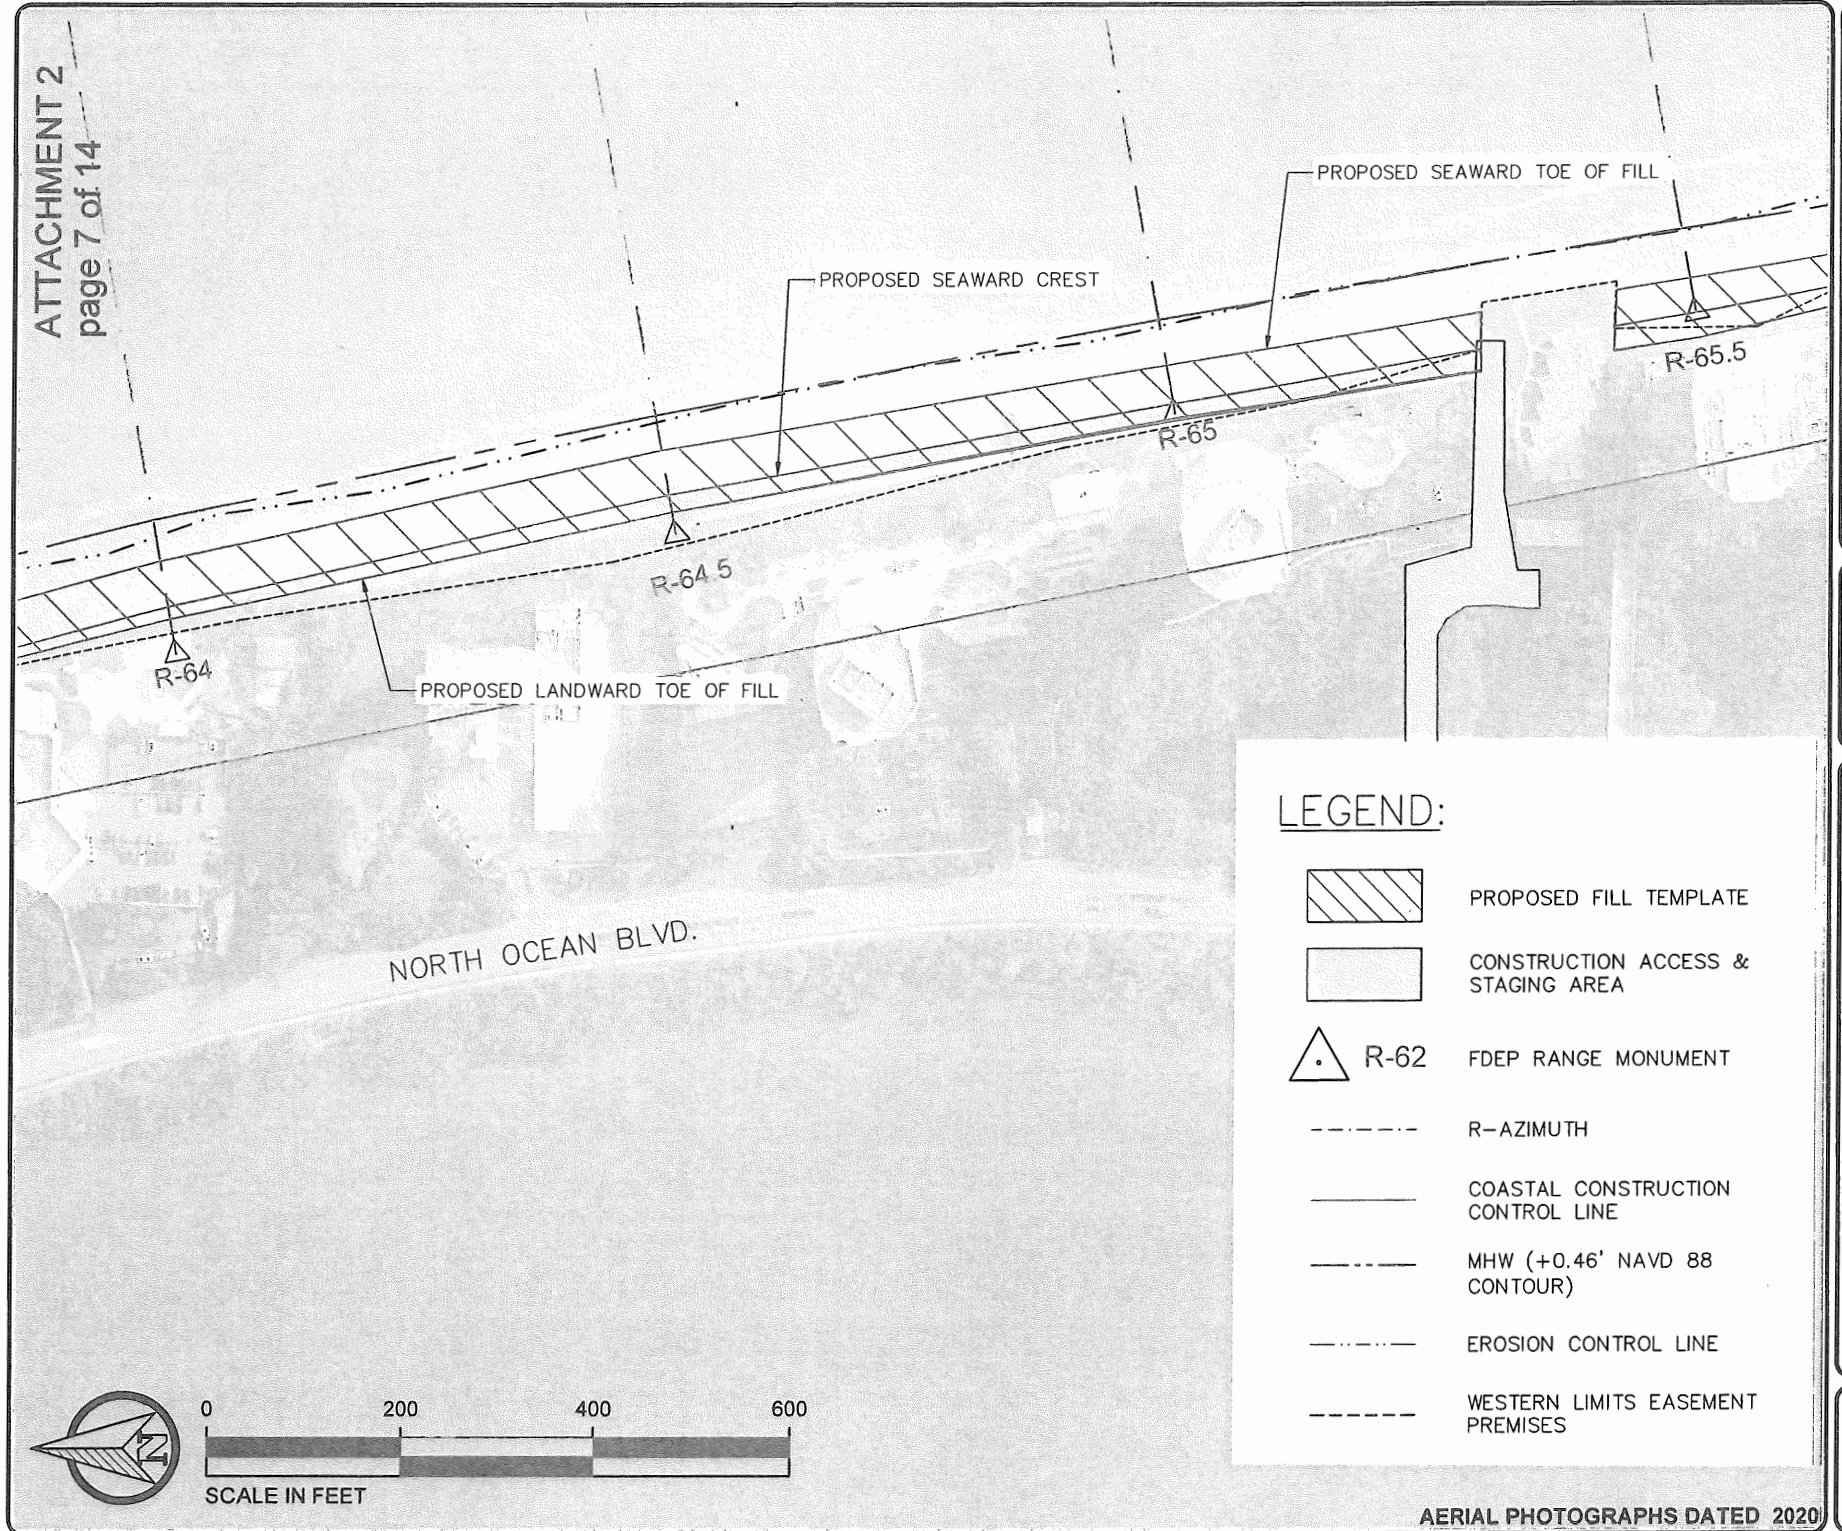 ATTACHMENT 2
page 7 of 14
PROPOSED SEAWARD TOE OF FILL
PROPOSED SEAWARD CREST
R-65.5
R-65
R-64.5
R-64
PROPOSED LANDWARD TOE OF FILL
NORTH OCEAN BLVD.
LEGEND:
PROPOSED FILL TEMPLATE
CONSTRUCTION ACCESS &
STAGING AREA
R-62 FDEP RANGE MONUMENT
R-AZIMUTH
COASTAL CONSTRUCTION
CONTROL LINE
MHW (+0.46' NAVD 88
CONTOUR)
EROSION CONTROL LINE
WESTERN LIMITS EASEMENT
PREMISES
N
0 200 400 600
SCALE IN FEET
AERIAL PHOTOGRAPHS DATED 2020